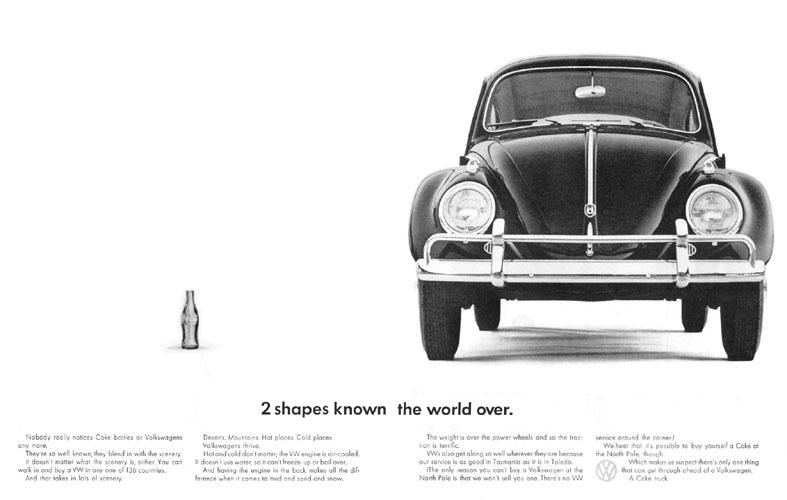 2 shapes known the world over.
Nobody really notices Coke bottles or Volkswagens
any more.
They're so well known, they blend in with the scenery.
It doesn't matter what the scenery is, either. You can
walk in and buy a VW in any one of 136 countries.
And that takes in lots of scenery.
Deserts. Mountains. Hot places. Cold places.
Volkswagens thrive.
Hot and cold don't matter; the VW engine is air-cooled.
It doesn't use water, so it can't freeze up or boil over.
And having the engine in the back makes all the dif-
ference when it comes to mud and sand and snow.
The weight is over the power wheels and so the trac-
tion is terrific.
VWs also get along so well wherever they are because
our service is as good in Tasmania as it is in Toledo.
(The only reason you can't buy a Volkswagen at the
North Pole is that we won't sell you one. There's no VW
service around the corner.)
We hear that it's possible to buy yourself a Coke at
the North Pole, though.
Which makes us suspect there's only one thing
that can get through ahead of a Volkswagen.
A Coke truck.